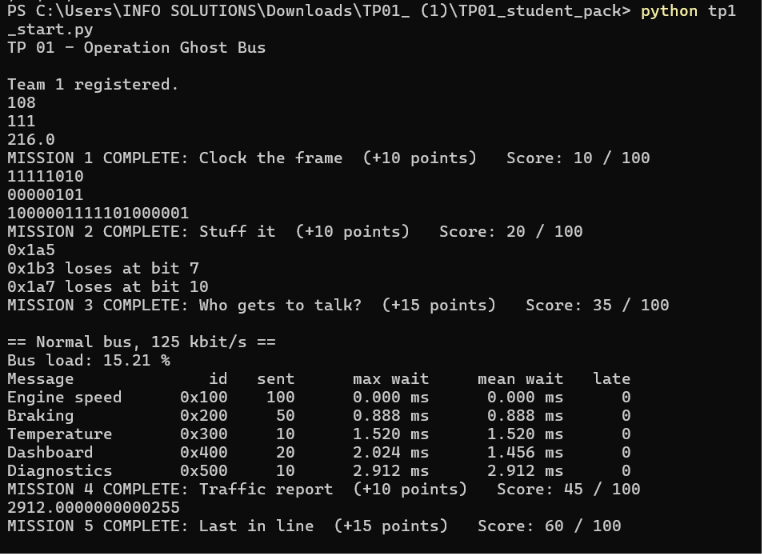 PS C:\Users\INFO SOLUTIONS\Downloads\TP01_ (1)\TP01_student_pack> python tp1
_start.py
TP 01 - Operation Ghost Bus
Team 1 registered.
108
111
216.0
MISSION 1 COMPLETE: Clock the frame (+10 points) Score: 10 / 100
11111010
00000101
1000001111101000001
MISSION 2 COMPLETE: Stuff it (+10 points) Score: 20 / 100
0x1a5
0x1b3 loses at bit 7
0x1a7 loses at bit 10
MISSION 3 COMPLETE: Who gets to talk? (+15 points) Score: 35 / 100
== Normal bus, 125 kbit/s ==
Bus load: 15.21 %
Message id sent max wait mean wait late
Engine speed 0x100 100 0.000 ms 0.000 ms 0
Braking 0x200 50 0.888 ms 0.888 ms 0
Temperature 0x300 10 1.520 ms 1.520 ms 0
Dashboard 0x400 20 2.024 ms 1.456 ms 0
Diagnostics 0x500 10 2.912 ms 2.912 ms 0
MISSION 4 COMPLETE: Traffic report (+10 points) Score: 45 / 100
2912.0000000000255
MISSION 5 COMPLETE: Last in line (+15 points) Score: 60 / 100